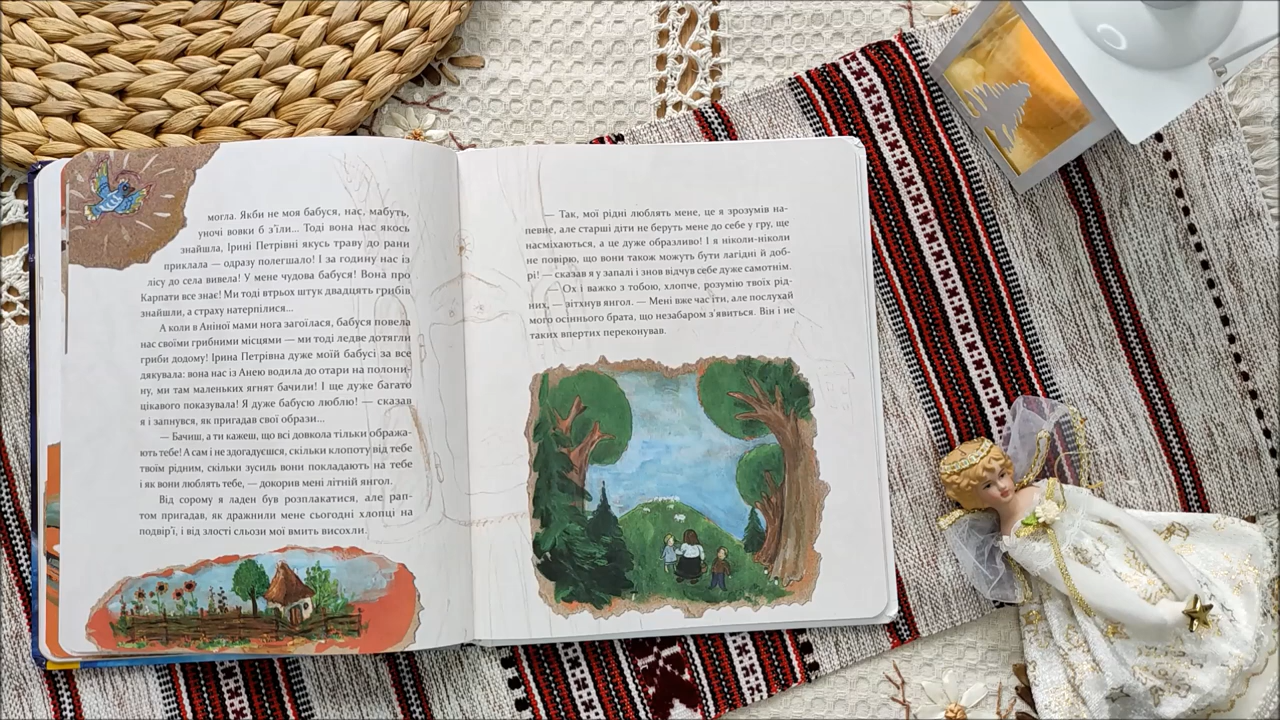 могла. Якби не моя бабуся, нас, мабуть,
уночі вовки б з’їли... Тоді вона нас якось
знайшла, Ірині Петрівні якусь траву до рани
приклала — одразу полегшало! І за годину нас із
лісу до села вивела! У мене чудова бабуся! Вона про
Карпати все знає! Ми тоді втрьох штук двадцять грибів
знайшли, а страху натерпілися...
А коли в Аніної мами нога загоїлася, бабуся повела
нас своїми грибними місцями — ми тоді ледве дотягли
гриби додому! Ірина Петрівна дуже моїй бабусі за все
дякувала: вона нас із Анею водила до отари на полони-
ну, ми там маленьких ягнят бачили! І ще дуже багато
цікавого показувала! Я дуже бабусю люблю! — сказав
я і запнувся, як пригадав свої образи...
— Бачиш, а ти кажеш, що всі довкола тільки обража-
ють тебе! А сам і не здогадуєшся, скільки клопоту від тебе
твоїм рідним, скільки зусиль вони покладають на тебе
і як вони люблять тебе, — докорив мені літній янгол.
Від сорому я ладен був розплакатися, але рап-
том пригадав, як дражнили мене сьогодні хлопці на
подвір’ї, і від злості сльози мої вмить висохли.
— Так, мої рідні люблять мене, це я зрозумів на-
певне, але старші діти не беруть мене до себе у гру, ще
насміхаються, а це дуже образливо! І я ніколи-ніколи
не повірю, що вони також можуть бути лагідні й доб-
рі! — сказав я у запалі і знов відчув себе дуже самотнім.
— Ох і важко з тобою, хлопче, розумію твоїх рід-
них, — зітхнув янгол. — Мені вже час іти, але послухай
мого осіннього брата, що незабаром з’явиться. Він і не
таких впертих переконував.